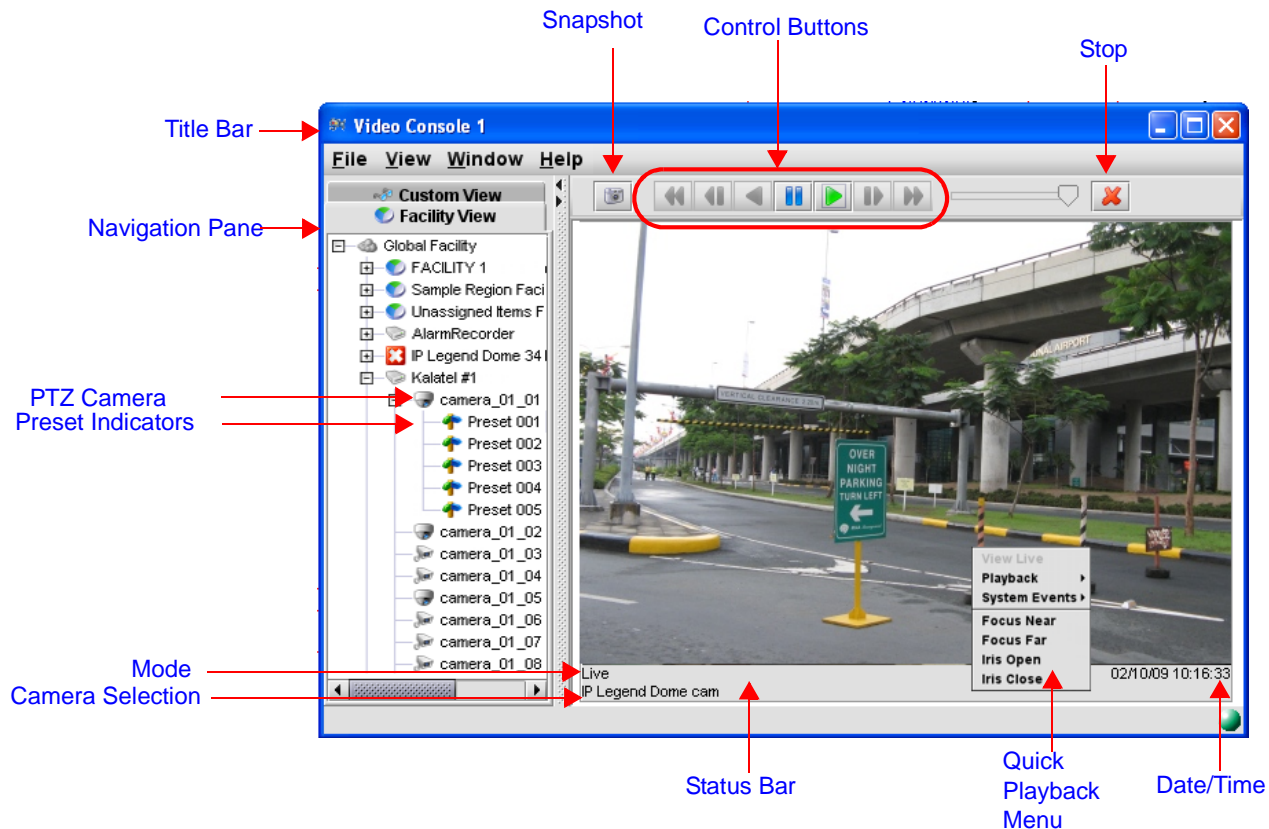 Snapshot
Control Buttons
Stop
Title Bar
Video Console 1
File View Window Help
Custom View
Facility View
Navigation Pane
Global Facility
FACILITY 1
Sample Region Faci
Unassigned Items F
AlarmRecorder
IP Legend Dome 34
Kalatel #1
PTZ Camera
camera_01_01
Preset Indicators
Preset 001
Preset 002
Preset 003
Preset 004
Preset 005
camera_01_02
camera_01_03
camera_01_04
camera_01_05
camera_01_06
camera_01_07
camera_01_08
AIRPORT
VERTICAL CLEARANCE
OVER
NIGHT
PARKING
TURN LEFT
View Live
Playback
System Events
Focus Near
Focus Far
Iris Open
Iris Close
Mode
Live
02/10/09 10:16:33
Camera Selection
IP Legend Dome cam
Status Bar
Quick
Playback
Menu
Date/Time